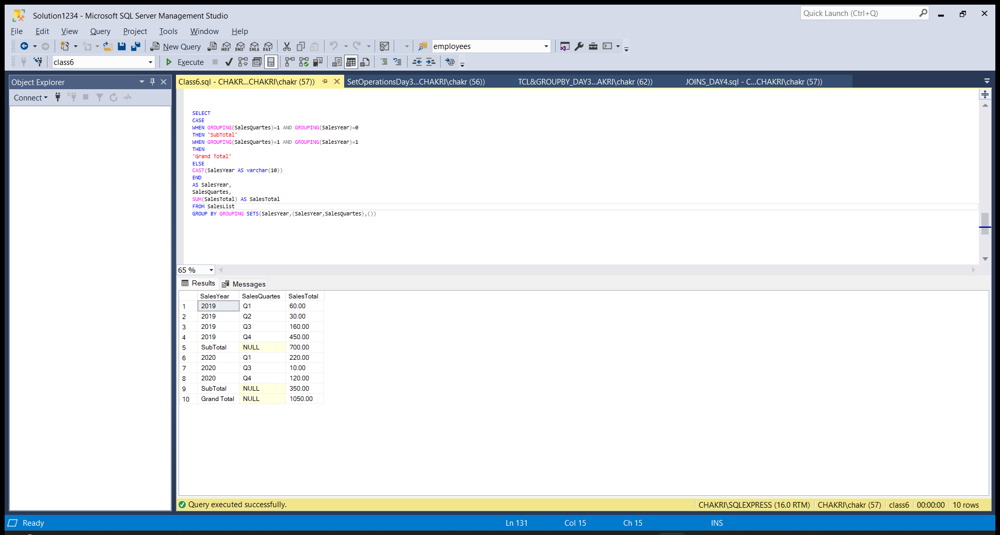 Solution1234 - Microsoft SQL Server Management Studio
Quick Launch (Ctrl+Q)
File Edit View Query Project Tools Window Help
New Query MDX DMX XMLA DAX employees
class6 Execute
Object Explorer
Connect
Class6.sql - CHAKR...CHAKRI\chakr (57)) SetOperationsDay3...CHAKRI\chakr (56)) TCL&GROUPBY_DAY3...AKRI\chakr (62)) JOINS_DAY4.sql - C...CHAKRI\chakr (57))
SELECT
CASE
WHEN GROUPING(SalesQuartes)=1 AND GROUPING(SalesYear)=0
THEN 'SubTotal'
WHEN GROUPING(SalesQuartes)=1 AND GROUPING(SalesYear)=1
THEN
'Grand Total'
ELSE
CAST(SalesYear AS varchar(10))
END
AS SalesYear,
SalesQuartes,
SUM(SalesTotal) AS SalesTotal
FROM SalesList
GROUP BY GROUPING SETS(SalesYear,(SalesYear,SalesQuartes),())
65 %
Results Messages
SalesYear SalesQuartes SalesTotal
1 2019 Q1 60.00
2 2019 Q2 30.00
3 2019 Q3 160.00
4 2019 Q4 450.00
5 SubTotal NULL 700.00
6 2020 Q1 220.00
7 2020 Q3 10.00
8 2020 Q4 120.00
9 SubTotal NULL 350.00
10 Grand Total NULL 1050.00
Query executed successfully. CHAKRI\SQLEXPRESS (16.0 RTM) CHAKRI\chakr (57) class6 00:00:00 10 rows
Ready Ln 131 Col 15 Ch 15 INS